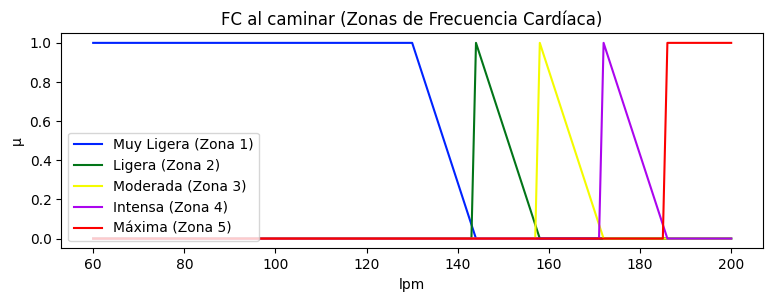 FC al caminar (Zonas de Frecuencia Cardíaca)
1.0
0.8
0.6
0.4
0.2
0.0
μ
Muy Ligera (Zona 1)
Ligera (Zona 2)
Moderada (Zona 3)
Intensa (Zona 4)
Máxima (Zona 5)
60 80 100 120 140 160 180 200
lpm